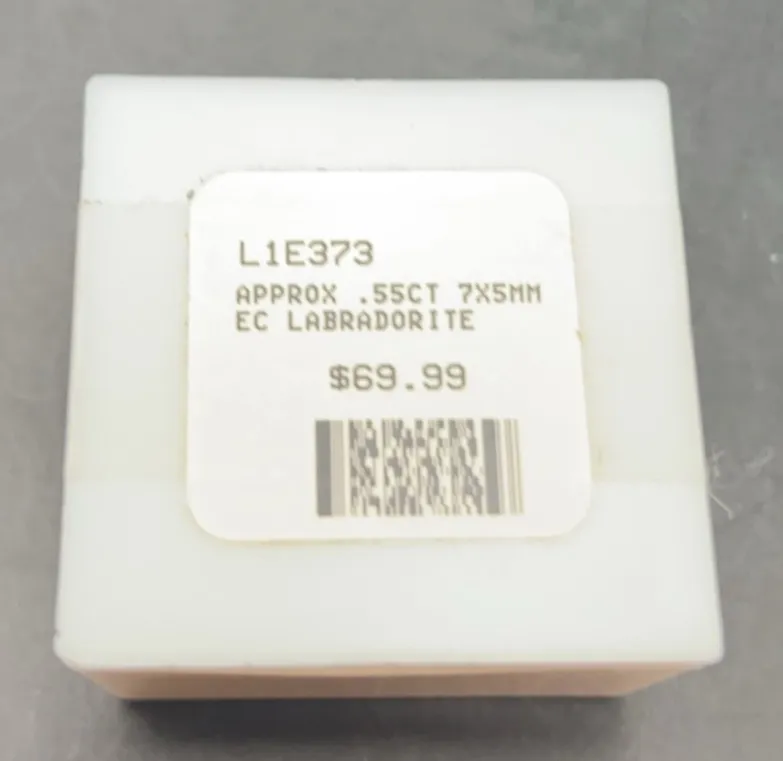 L1E373
APPROX .55CT 7X5MM
EC LABRADORITE
$69.99